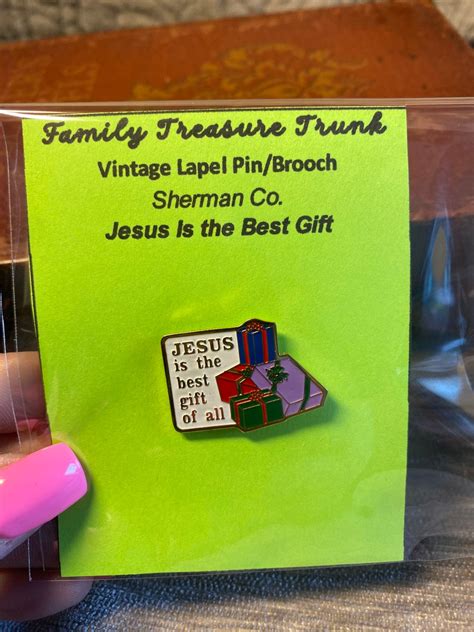 Family Treasure Trunk
Vintage Lapel Pin/Brooch
Sherman Co.
Jesus Is the Best Gift
JESUS
is the
best
gift
of all